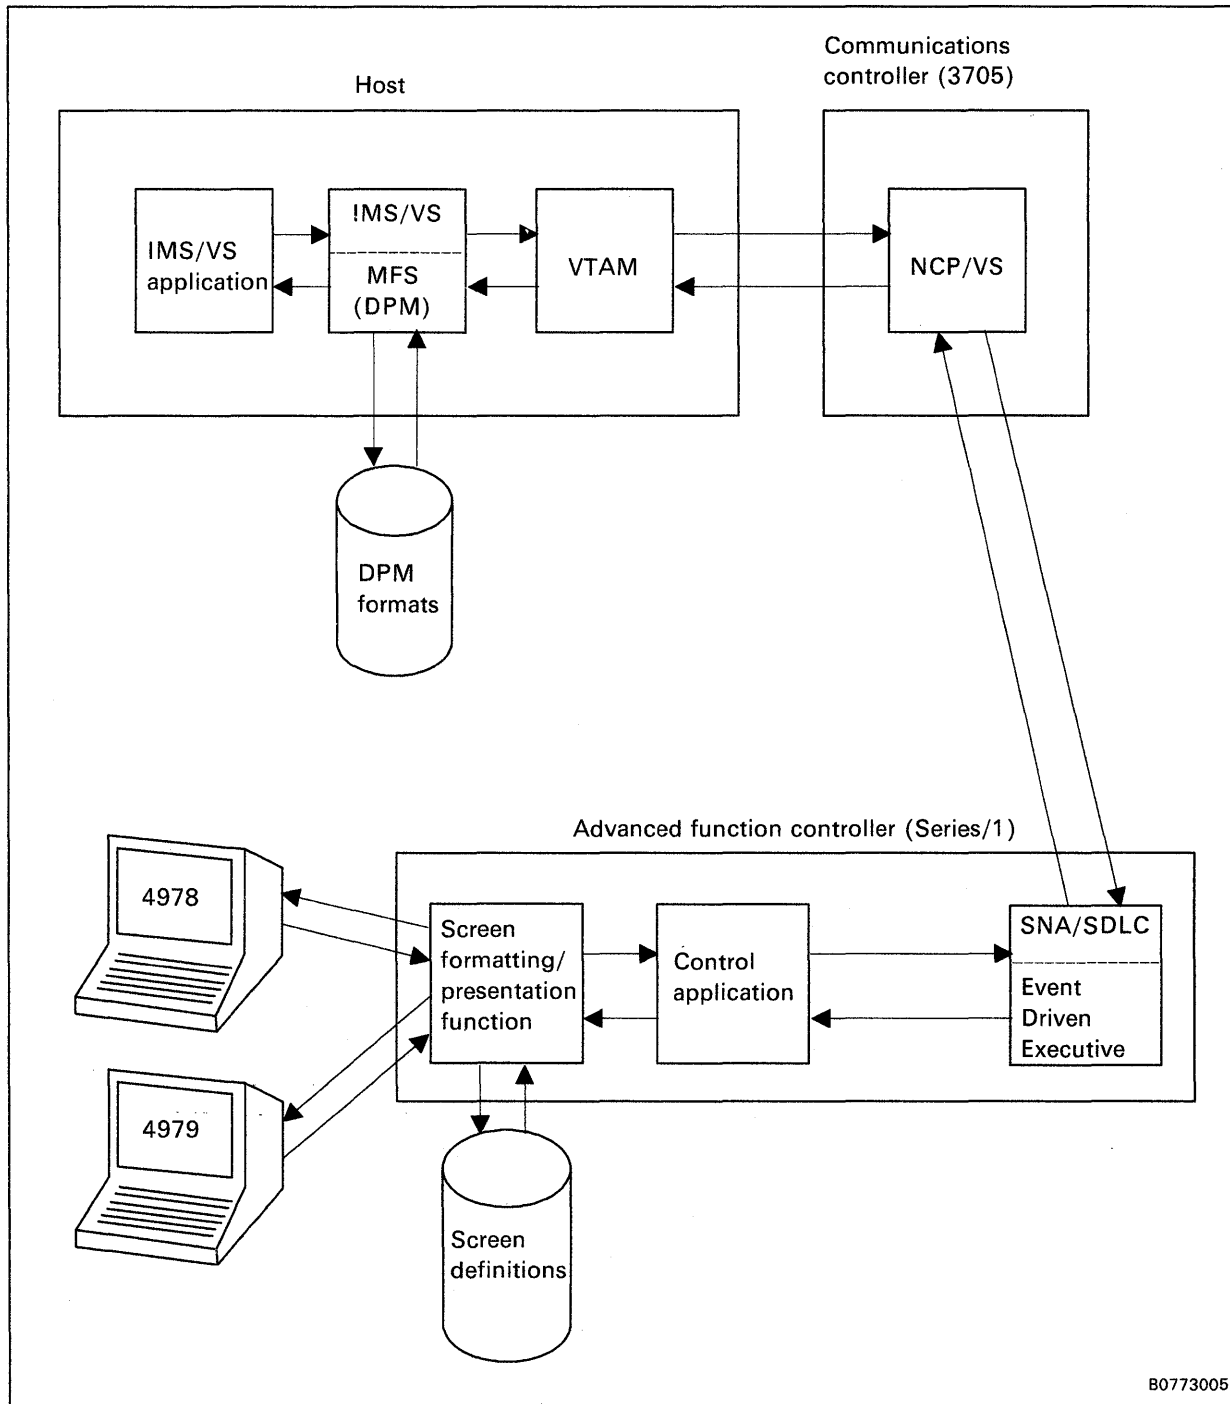 Communications
controller (3705)
Host
IMS/VS
application
IMS/VS
MFS
(DPM)
VTAM
NCP/VS
DPM
formats
Advanced function controller (Series/1)
4978
4979
Screen
formatting/
presentation
function
Control
application
SNA/SDLC
Event
Driven
Executive
Screen
definitions
B0773005